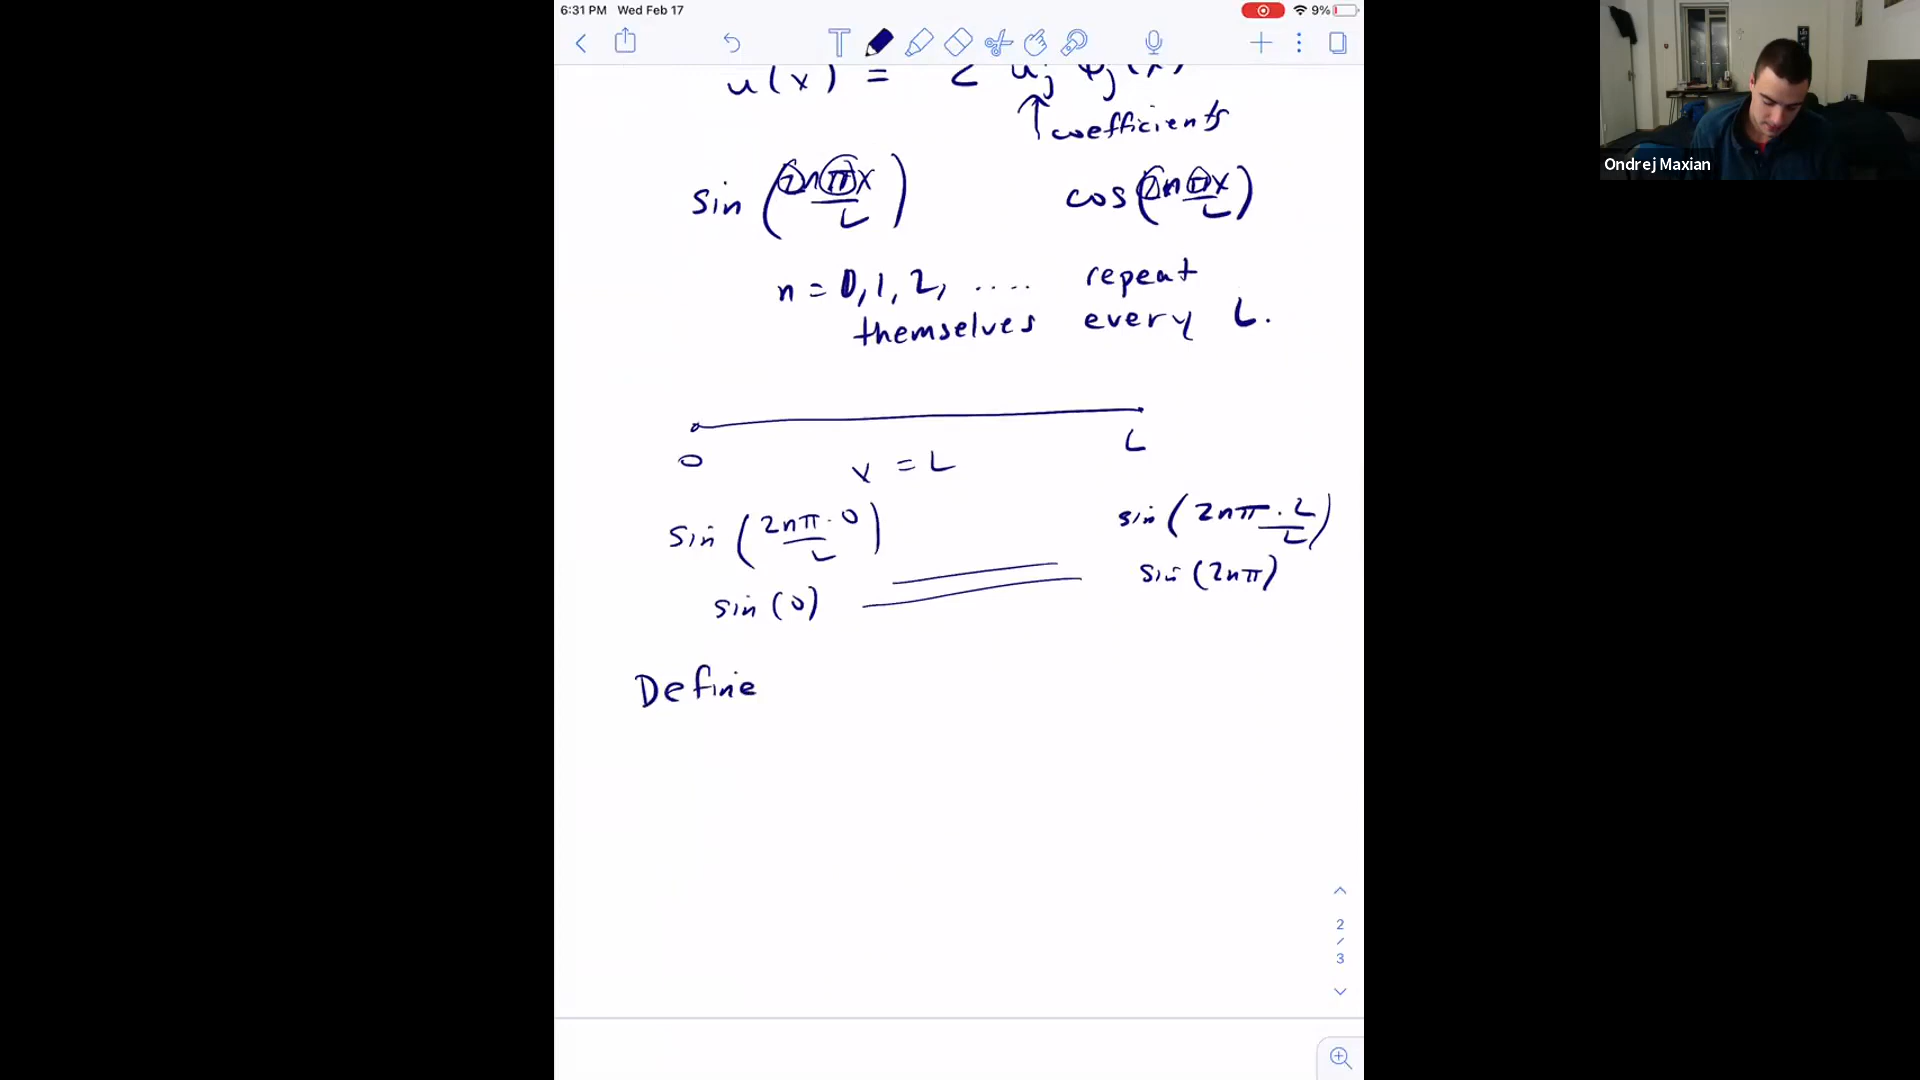 6:31 PM Wed Feb 17
9%
Ondrej Maxian
u(x) =
coefficients
sin (2nπx/L) cos (2nπx/L)
n = 0, 1, 2, .... repeat
themselves every L.
0 L
x = L
sin (2nπ · 0/L) sin (2nπ · L/L)
sin (0) = sin (2nπ)
Define
2
/
3